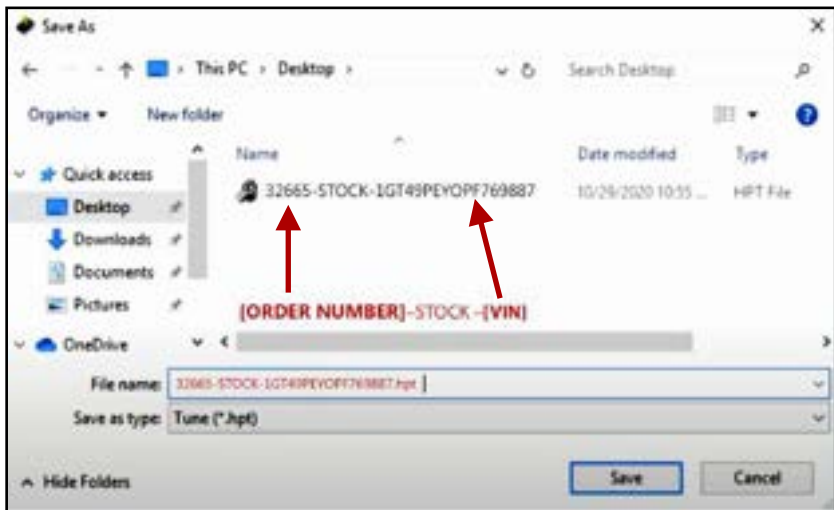 Save As
This PC › Desktop ›
Search Desktop
Organize
New folder
Name
Date modified
Type
Quick access
32665-STOCK-1GT49PEYOPF769887
10/29/2020 10:35 ...
HPT File
Desktop
Downloads
Documents
Pictures
[ORDER NUMBER]-STOCK -[VIN]
OneDrive
File name:
32665-STOCK-1GT49PEYOPF769887.hpt
Save as type:
Tune (*.hpt)
Hide Folders
Save
Cancel